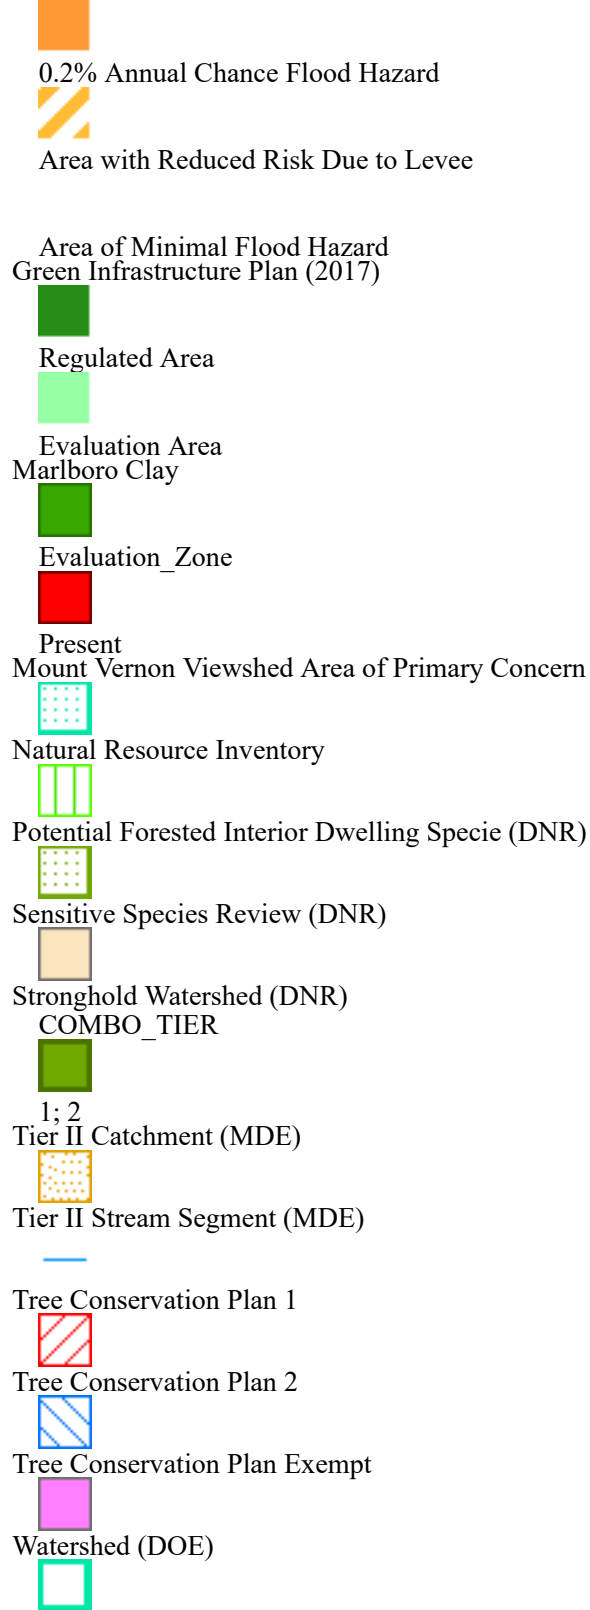 0.2% Annual Chance Flood Hazard
Area with Reduced Risk Due to Levee
Area of Minimal Flood Hazard
Green Infrastructure Plan (2017)
Regulated Area
Evaluation Area
Marlboro Clay
Evaluation_Zone
Present
Mount Vernon Viewshed Area of Primary Concern
Natural Resource Inventory
Potential Forested Interior Dwelling Specie (DNR)
Sensitive Species Review (DNR)
Stronghold Watershed (DNR)
COMBO_TIER
1; 2
Tier II Catchment (MDE)
Tier II Stream Segment (MDE)
Tree Conservation Plan 1
Tree Conservation Plan 2
Tree Conservation Plan Exempt
Watershed (DOE)